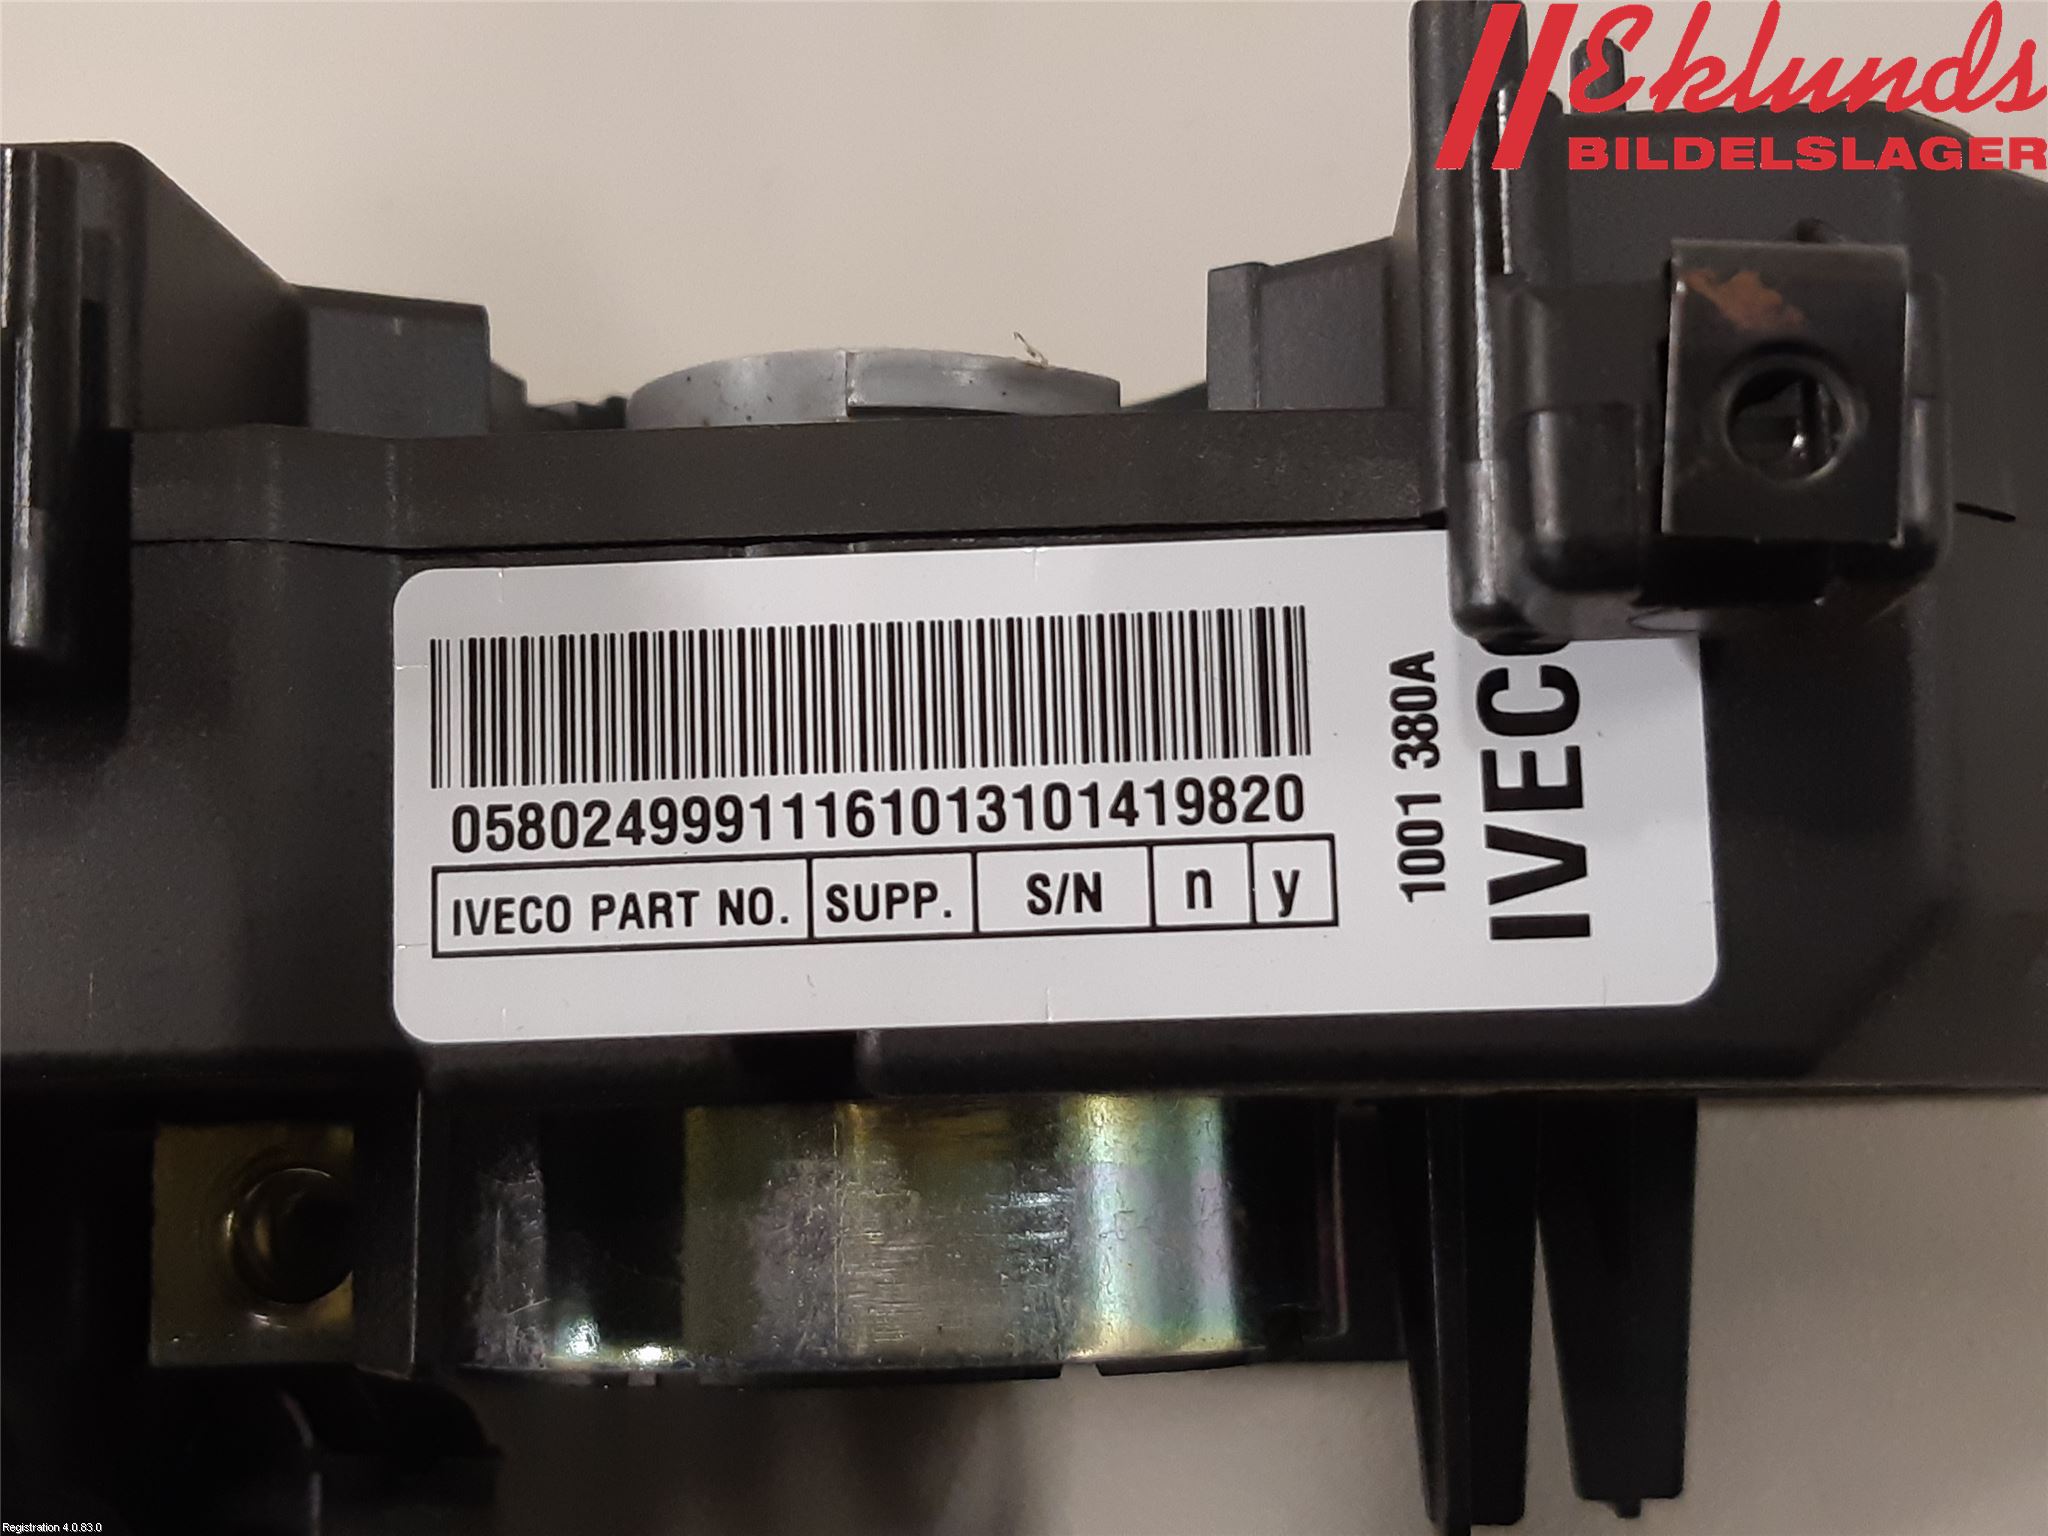 Eklunds
BILDELSLAGER
05802499911161013101419820
IVECO PART NO. SUPP. S/N n y
1001 380A
IVEC
Registration 4.0.83.0